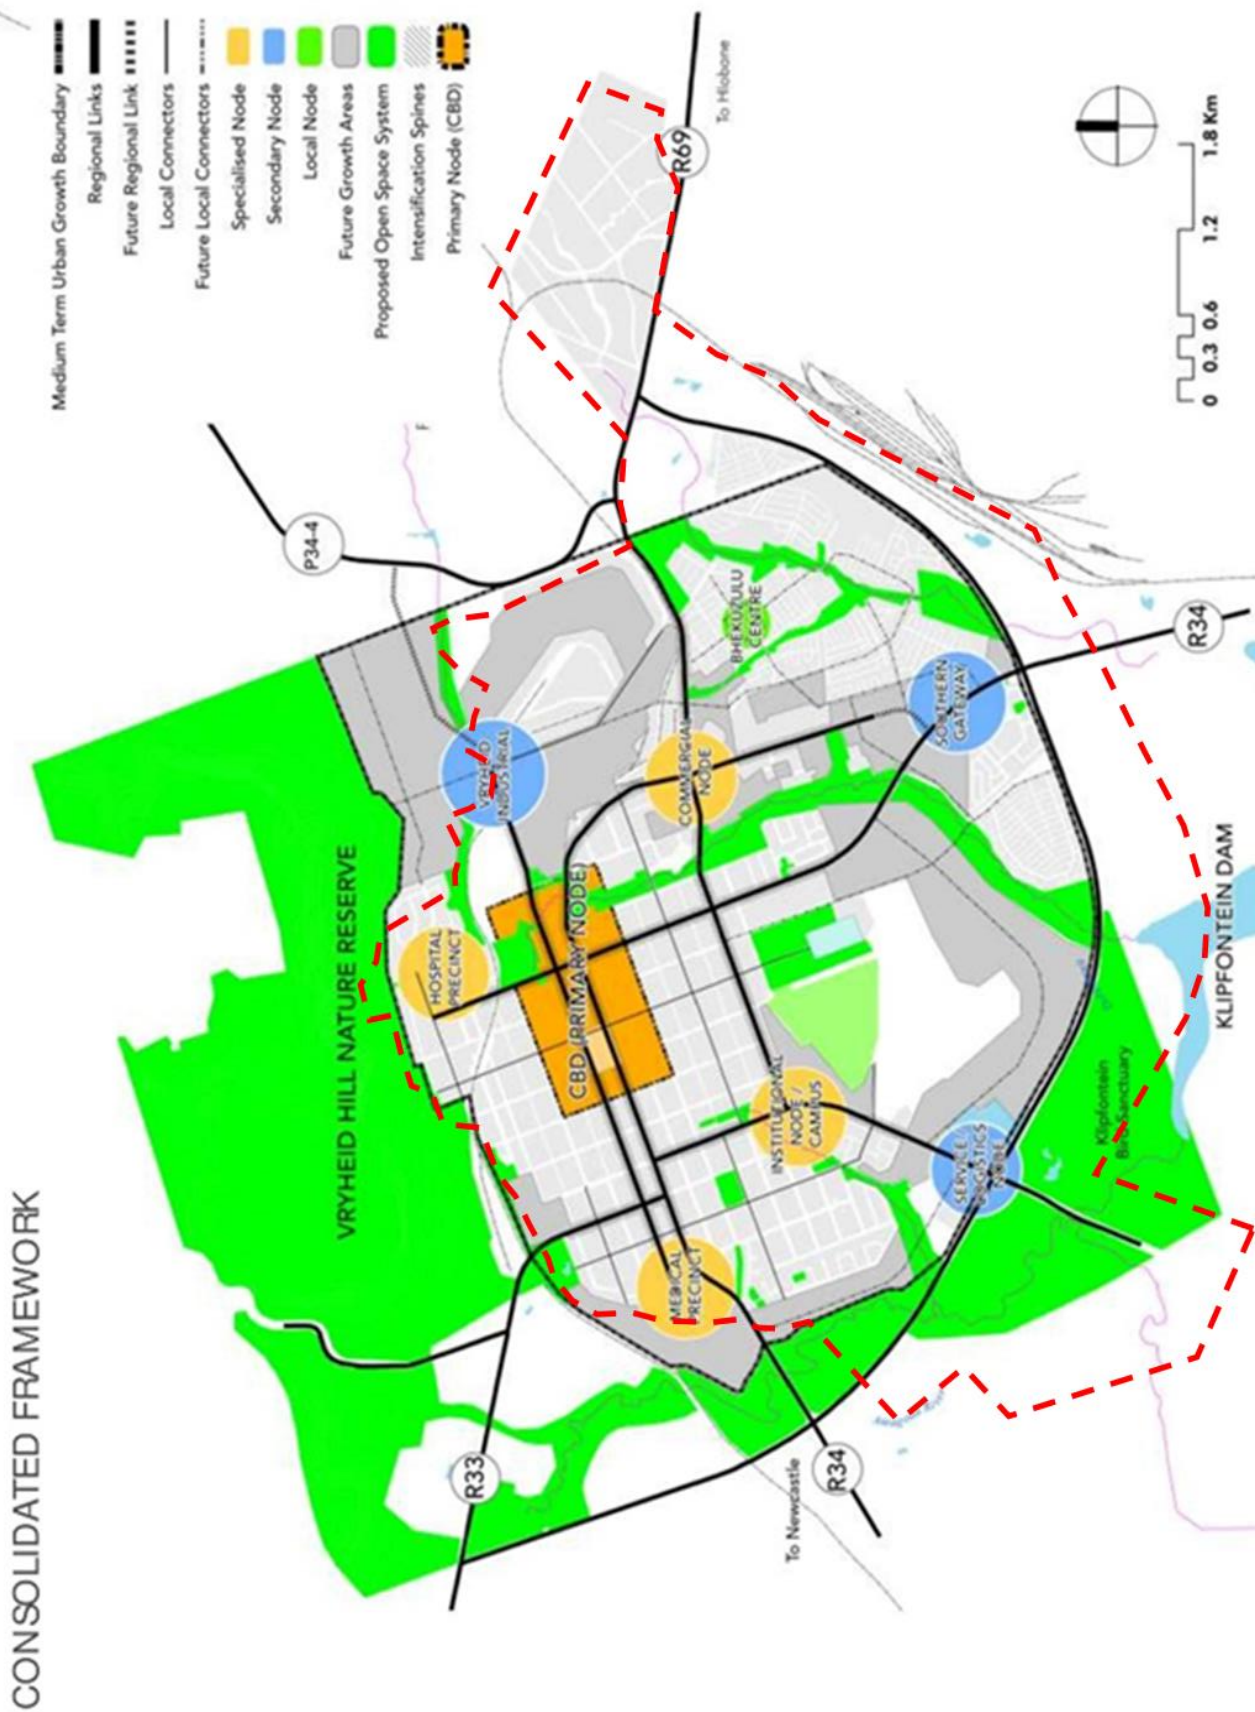 CONSOLIDATED FRAMEWORK
Medium Term Urban Growth Boundary
Regional Links
Future Regional Link
Local Connectors
Future Local Connectors
Specialised Node
Secondary Node
Local Node
Future Growth Areas
Proposed Open Space System
Intensification Spines
Primary Node (CBD)
VRYHEID HILL NATURE RESERVE
P34-4
R69
To Hlobone
HOSPITAL
PRECINCT
VRYHEID
INDUSTRIAL
CBD (PRIMARY NODE)
COMMERCIAL
NODE
BHEKUZULU
CENTRE
R33
MEDICAL
PRECINCT
INSTITUTIONAL
NODE /
CAMPUS
SOUTHERN
GATEWAY
SERVICE/
LOGISTICS
NODE
R34
To Newcastle
R34
Klipfontein
Bird Sanctuary
KLIPFONTEIN DAM
0 0.3 0.6 1.2 1.8 Km